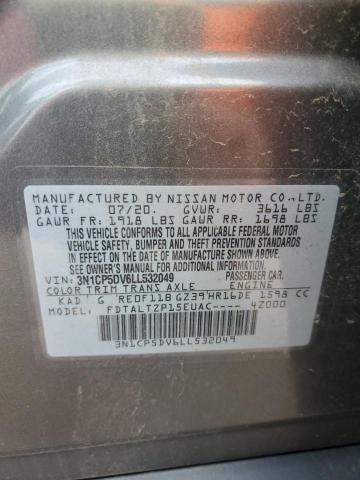 MANUFACTURED BY NISSAN MOTOR CO.,LTD.
DATE: 07/20. GVWR: 3616 LBS
GAWR FR: 1918 LBS GAWR RR: 1698 LBS
THIS VEHICLE CONFORMS TO ALL APPLICABLE FEDERAL MOTOR
VEHICLE SAFETY, BUMPER AND THEFT PREVENTION STANDARDS
IN EFFECT ON THE DATE OF MANUFACTURE SHOWN ABOVE.
SEE OWNER'S MANUAL FOR ADDITIONAL INFORMATION.
VIN: 3N1CP5DV6LL532049 PASSENGER CAR.
COLOR TRIM TRANS AXLE ENGINE
KAD G RE0F11B GZ39 HR16DE 1598 CC
MODEL: FDTALTZP15EUAC---- 4Z000
3N1CP5DV6LL532049